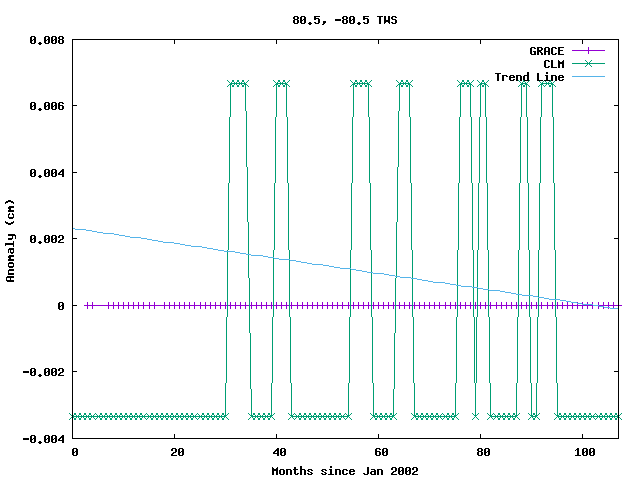 80.5, -80.5 TWS
GRACE
CLM
Trend Line
0.008
0.006
0.004
0.002
0
-0.002
-0.004
Anomaly (cm)
0 20 40 60 80 100
Months since Jan 2002